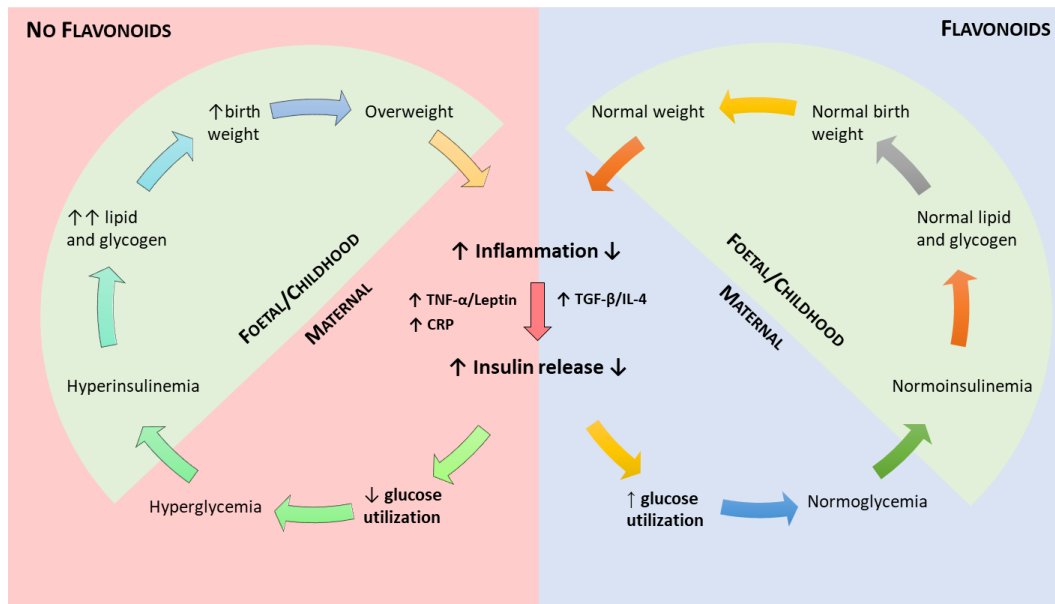 NO FLAVONOIDS
FLAVONOIDS
↑birth
weight
Overweight
↑↑ lipid
and glycogen
Hyperinsulinemia
FOETAL/CHILDHOOD
MATERNAL
Hyperglycemia
↓ glucose
utilization
↑ Inflammation ↓
↑ TNF-α/Leptin
↑ CRP
↑ TGF-β/IL-4
↑ Insulin release ↓
Normal weight
Normal birth
weight
Normal lipid
and glycogen
FOETAL/CHILDHOOD
MATERNAL
Normoinsulinemia
↑ glucose
utilization
Normoglycemia